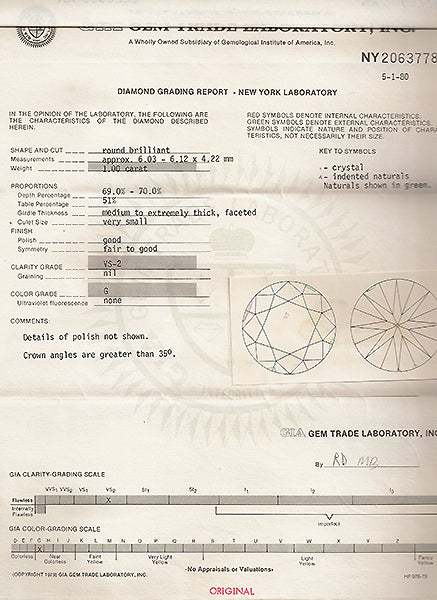 GIA GEM TRADE LABORATORY, INC.
A Wholly Owned Subsidiary of Gemological Institute of America, Inc.
NY 2063778
5-1-80
DIAMOND GRADING REPORT - NEW YORK LABORATORY
IN THE OPINION OF THE LABORATORY, THE FOLLOWING ARE
THE CHARACTERISTICS OF THE DIAMOND DESCRIBED
HEREIN.
RED SYMBOLS DENOTE INTERNAL CHARACTERISTICS.
GREEN SYMBOLS DENOTE EXTERNAL CHARACTERISTICS.
SYMBOLS INDICATE NATURE AND POSITION OF CHARAC
TERISTICS, NOT NECESSARILY THEIR SIZE.
SHAPE AND CUT round brilliant
Measurements approx. 6.03 - 6.12 x 4.22 mm
Weight 1.00 carat
KEY TO SYMBOLS
- crystal
- indented naturals
Naturals shown in green.
PROPORTIONS
Depth Percentage 69.0% - 70.0%
Table Percentage 51%
Girdle Thickness medium to extremely thick, faceted
Culet Size very small
FINISH
Polish good
Symmetry fair to good
CLARITY GRADE VS-2
Graining nil
COLOR GRADE G
Ultraviolet fluorescence none
COMMENTS:
Details of polish not shown.
Crown angles are greater than 35°.
GIA GEM TRADE LABORATORY, INC
By
GIA CLARITY-GRADING SCALE
VVS1 VVS2 VS1 VS2 SI1 SI2 I1 I2 I3
Flawless X
Internally
Flawless
Imperfect
GIA COLOR-GRADING SCALE
D E F G H I J K L M N O P Q R S T U V W X Y Z
X
Colorless Near
Colorless Faint
Yellow Very Light
Yellow Light
Yellow Fancy
Yellow
-No Appraisals or Valuations-
(COPYRIGHT 1969) GIA GEM TRADE LABORATORY, INC.
ORIGINAL